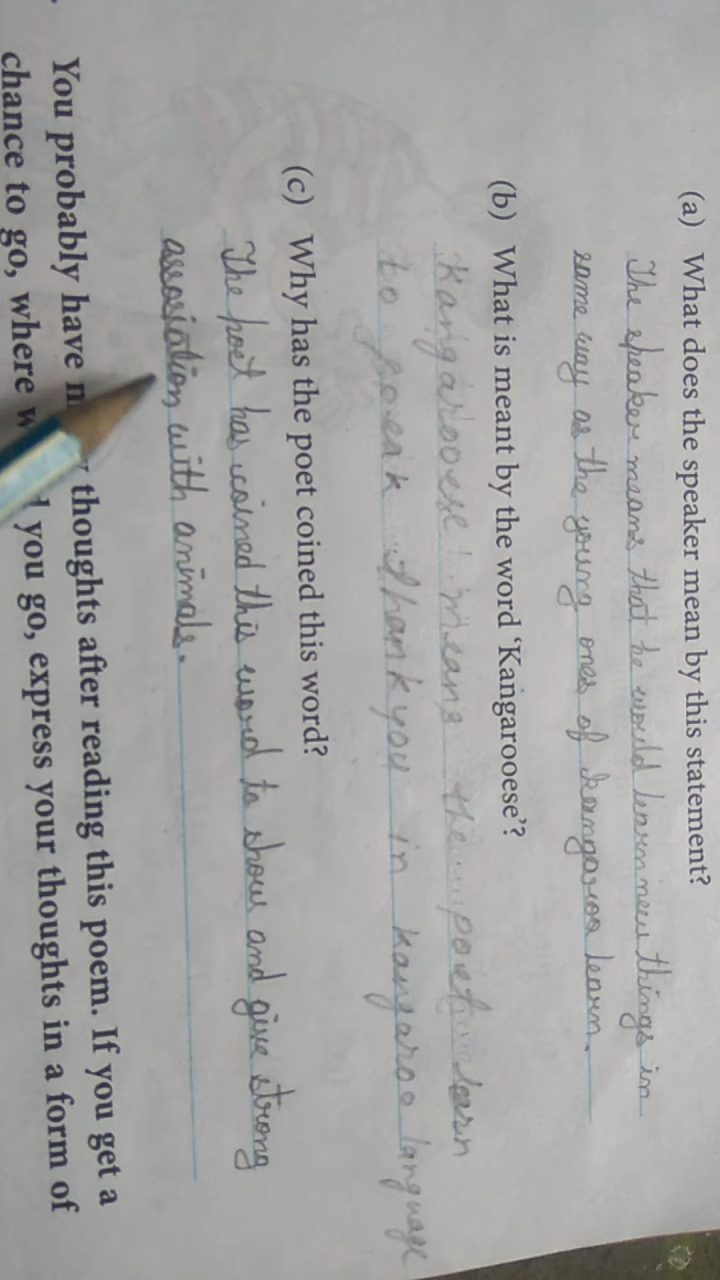 (a) What does the speaker mean by this statement?
The speaker means that he would learn new things in
same way as the young ones of kangaroo learn.
(b) What is meant by the word 'Kangarooese'?
Kangarooese means the poet learn
to speak Thankyou in kangaroo language
(c) Why has the poet coined this word?
The poet has coined this word to show and give strong
assosiation with animals.
You probably have thoughts after reading this poem. If you get a
chance to go, where you go, express your thoughts in a form of